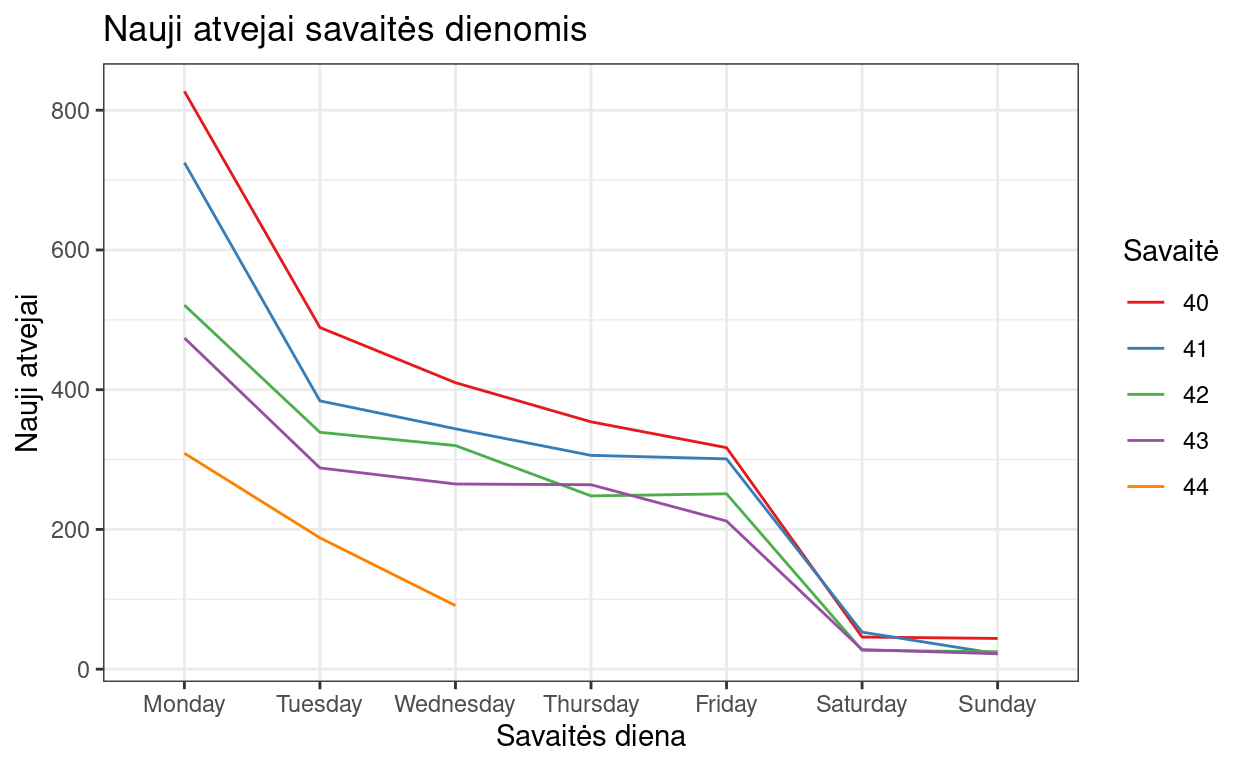 Nauji atvejai savaitės dienomis
Nauji atvejai
800
600
400
200
0
Monday Tuesday Wednesday Thursday Friday Saturday Sunday
Savaitės diena
Savaitė
40
41
42
43
44